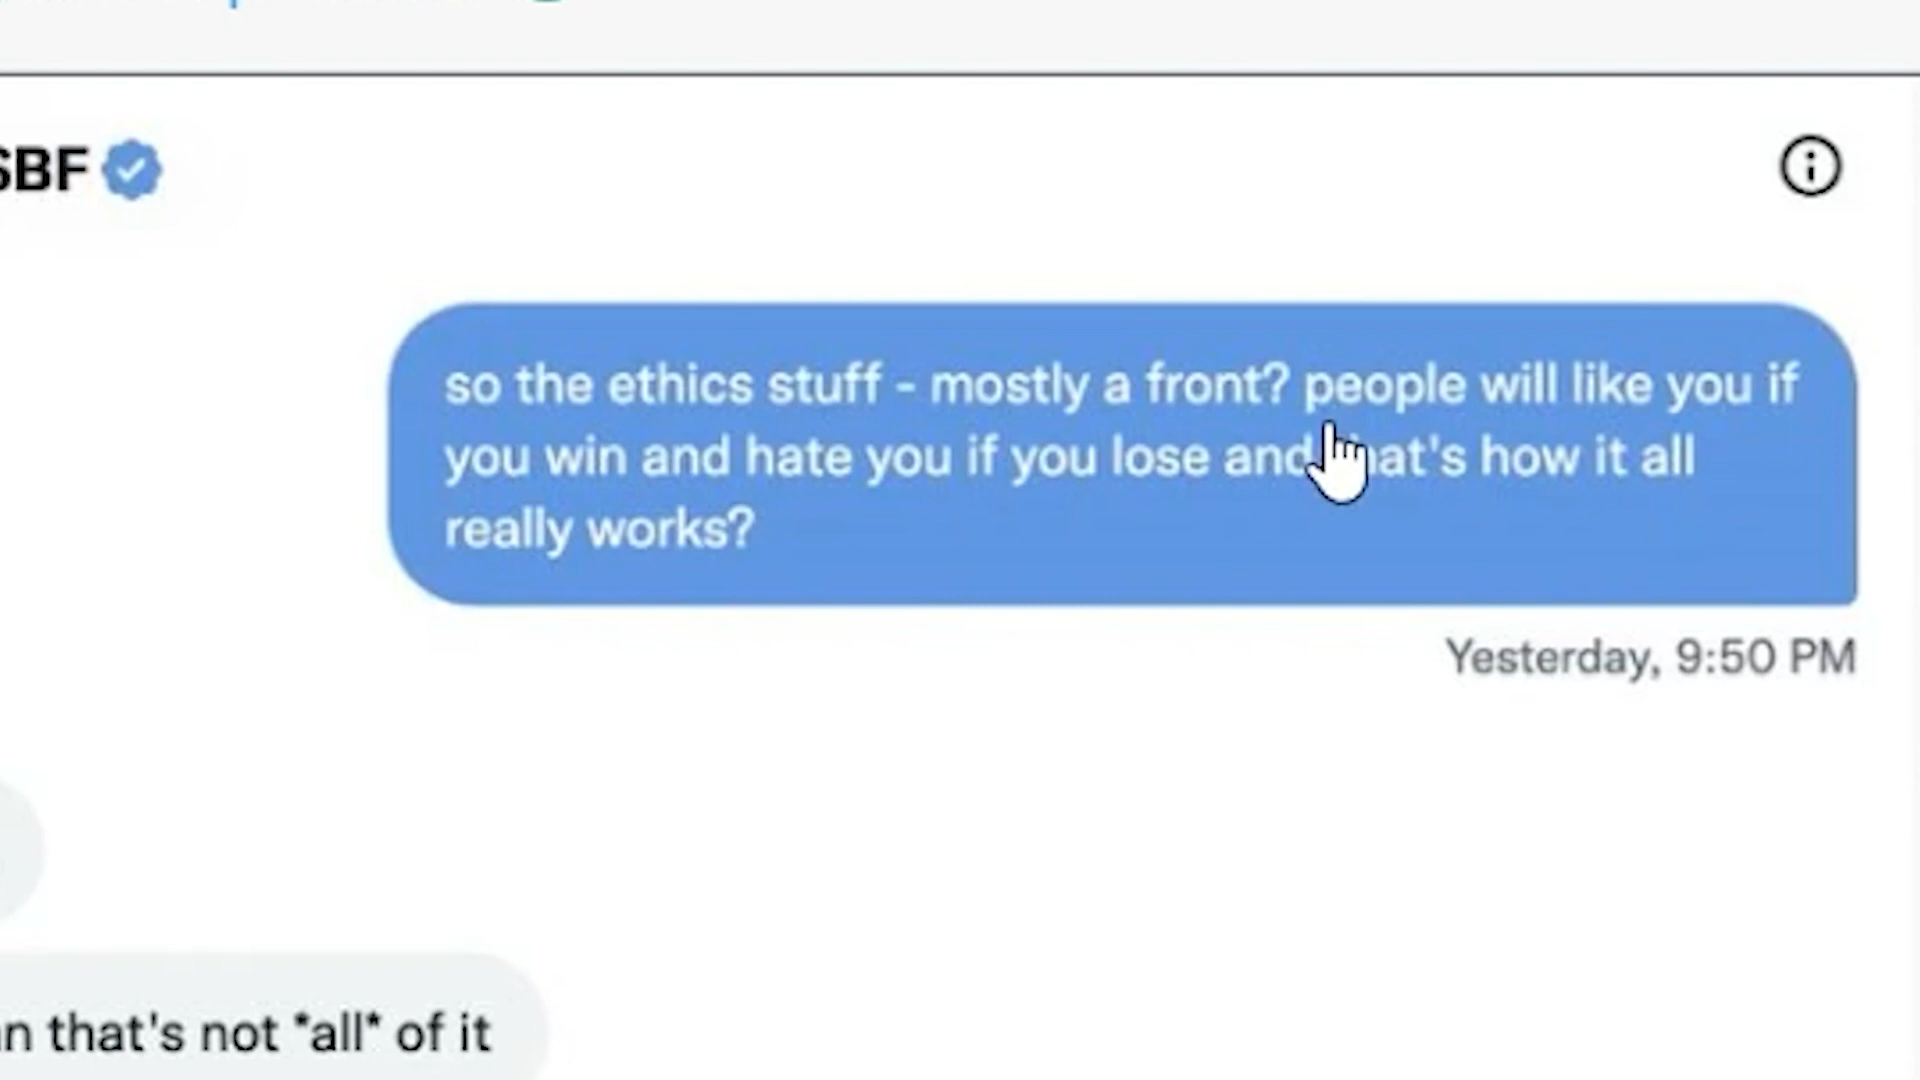 SBF
so the ethics stuff - mostly a front? people will like you if
you win and hate you if you lose and that's how it all
really works?
Yesterday, 9:50 PM
that's not *all* of it